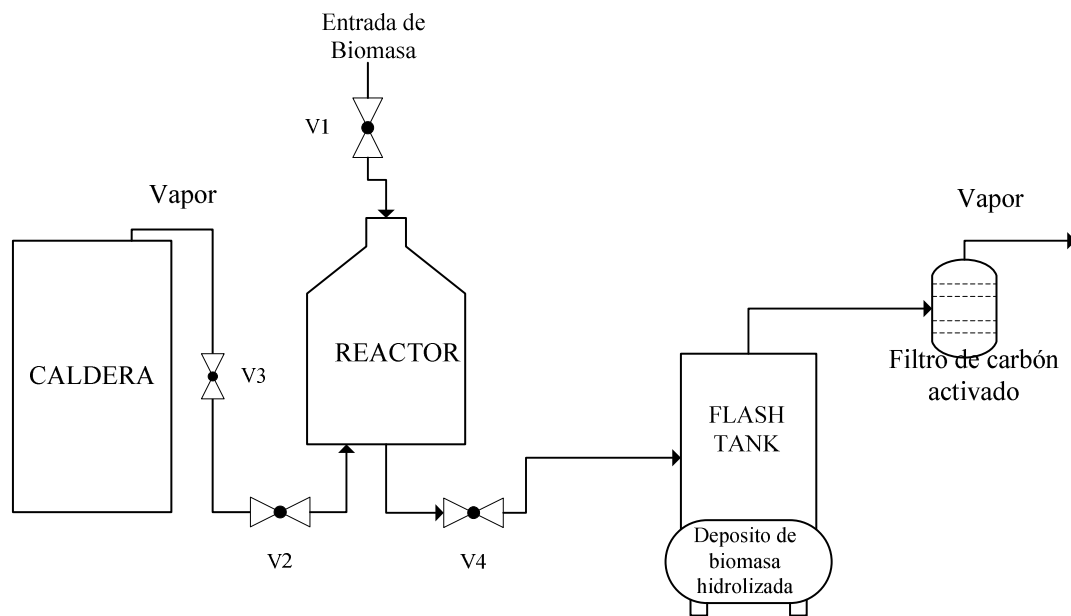 Entrada de
Biomasa
V1
Vapor
Vapor
REACTOR
CALDERA
V3
Filtro de carbón
activado
FLASH
TANK
V2
V4
Deposito de
biomasa
hidrolizada